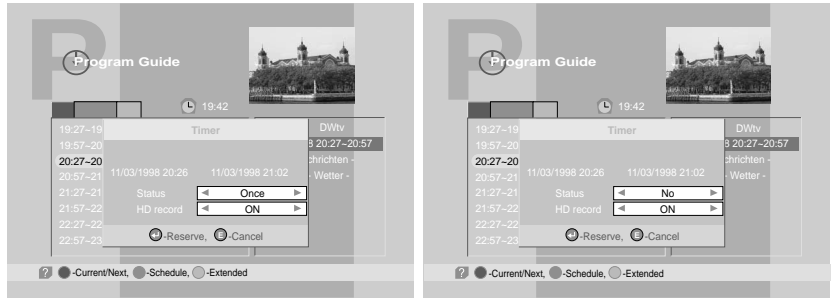 P
Program Guide
19:42
19:27~19
19:57~20
20:27~20
20:57~21
21:27~21
21:57~22
22:27~22
22:57~23
Timer
11/03/1998 20:26 11/03/1998 21:02
Status ◀ Once ▶
HD record ◀ ON ▶
-Reserve, E-Cancel
DWtv
8 20:27~20:57
chrichten -
- Wetter -
? -Current/Next, -Schedule, -Extended
P
Program Guide
19:42
19:27~19
19:57~20
20:27~20
20:57~21
21:27~21
21:57~22
22:27~22
22:57~23
Timer
11/03/1998 20:26 11/03/1998 21:02
Status ◀ No ▶
HD record ◀ ON ▶
-Reserve, E-Cancel
DWtv
8 20:27~20:57
chrichten -
- Wetter -
? -Current/Next, -Schedule, -Extended